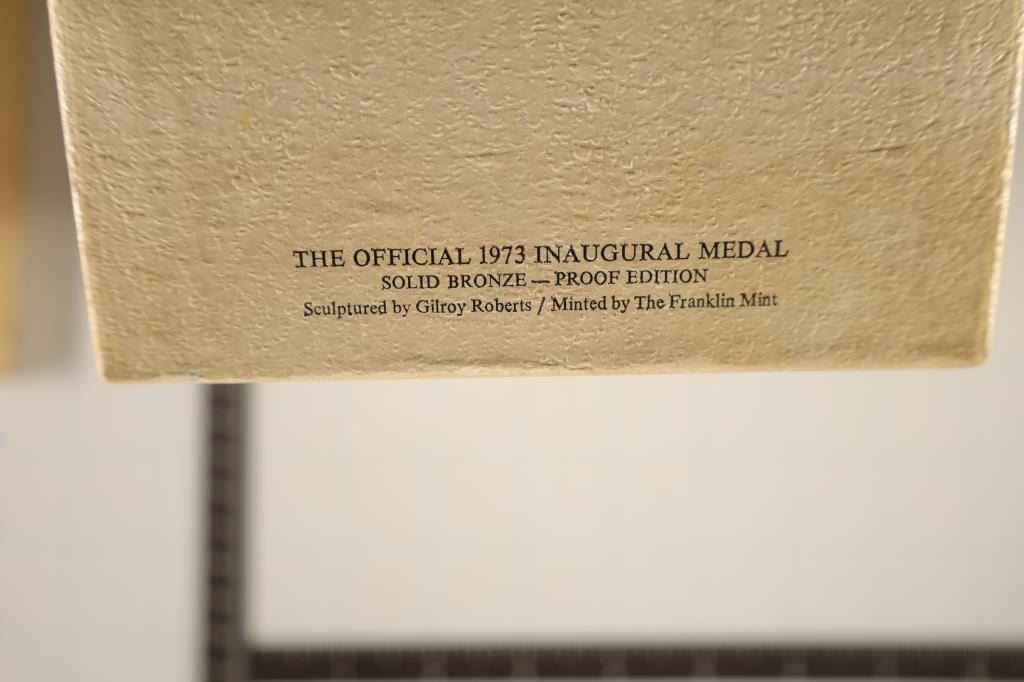 THE OFFICIAL 1973 INAUGURAL MEDAL
SOLID BRONZE — PROOF EDITION
Sculptured by Gilroy Roberts / Minted by The Franklin Mint